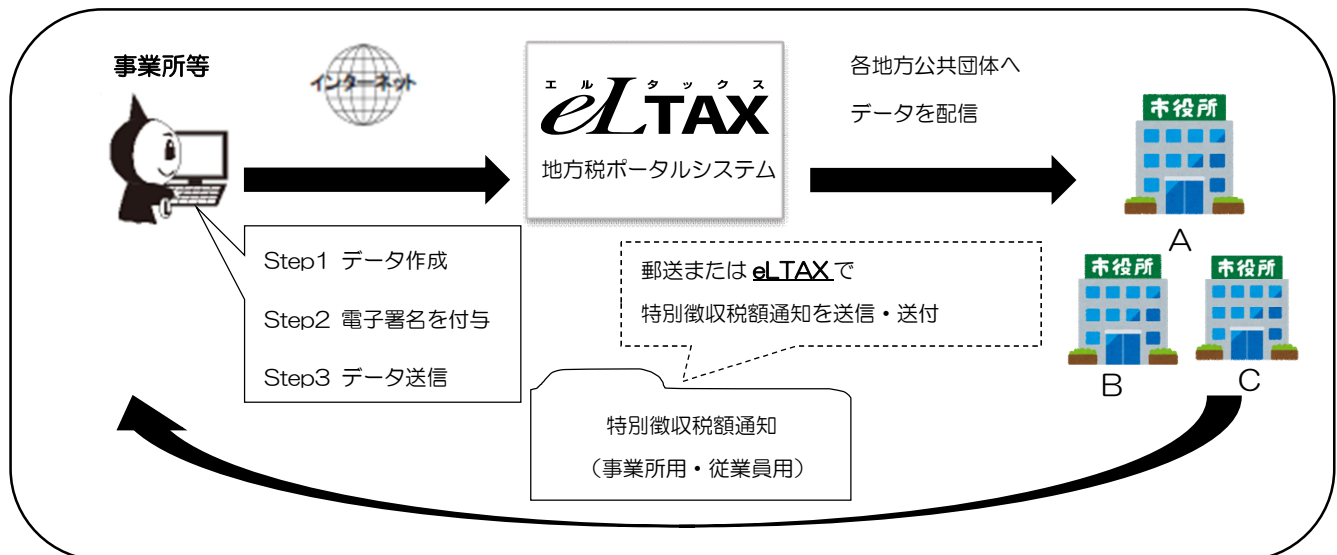 事業所等
インターネット
エルタックス
eLTAX
地方税ポータルシステム
各地方公共団体へ
データを配信
市役所
A
市役所
B
市役所
C
Step1 データ作成
Step2 電子署名を付与
Step3 データ送信
郵送または eLTAX で
特別徴収税額通知を送信・送付
特別徴収税額通知
（事業所用・従業員用）